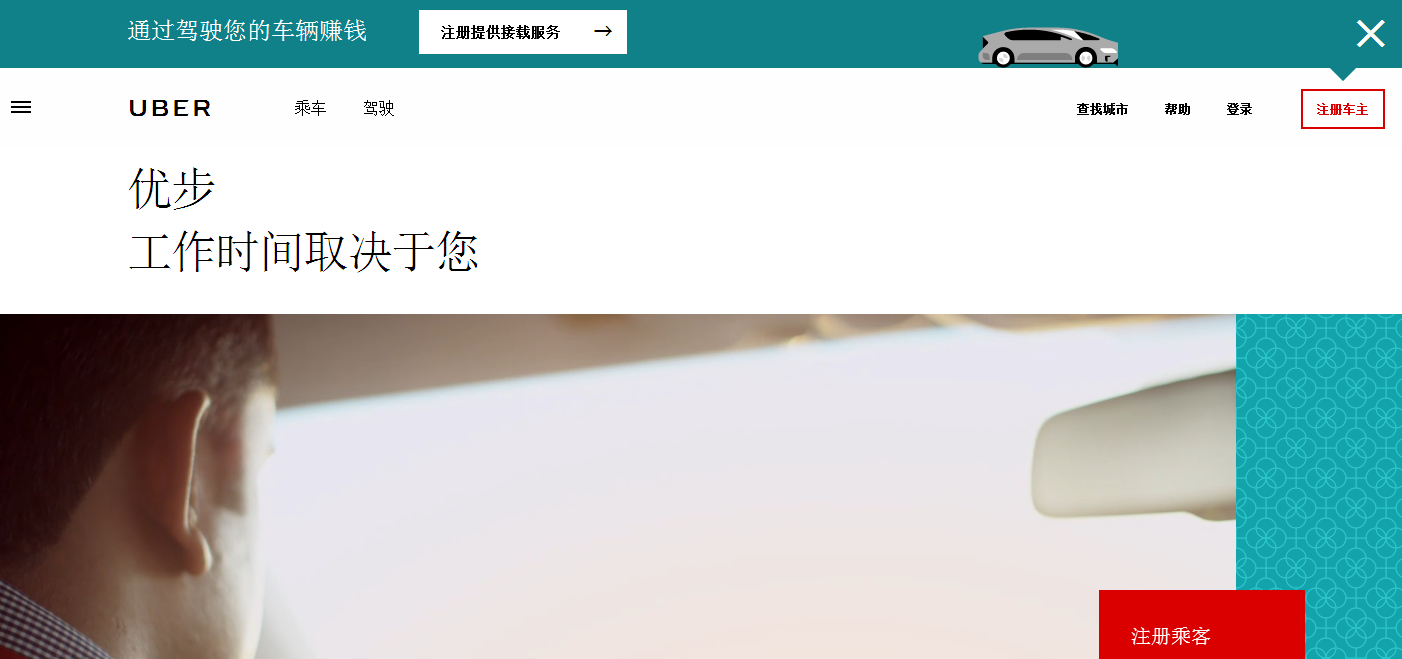 通过驾驶您的车辆赚钱
注册提供接载服务
UBER
乘车
驾驶
查找城市
帮助
登录
注册车主
优步
工作时间取决于您
注册乘客